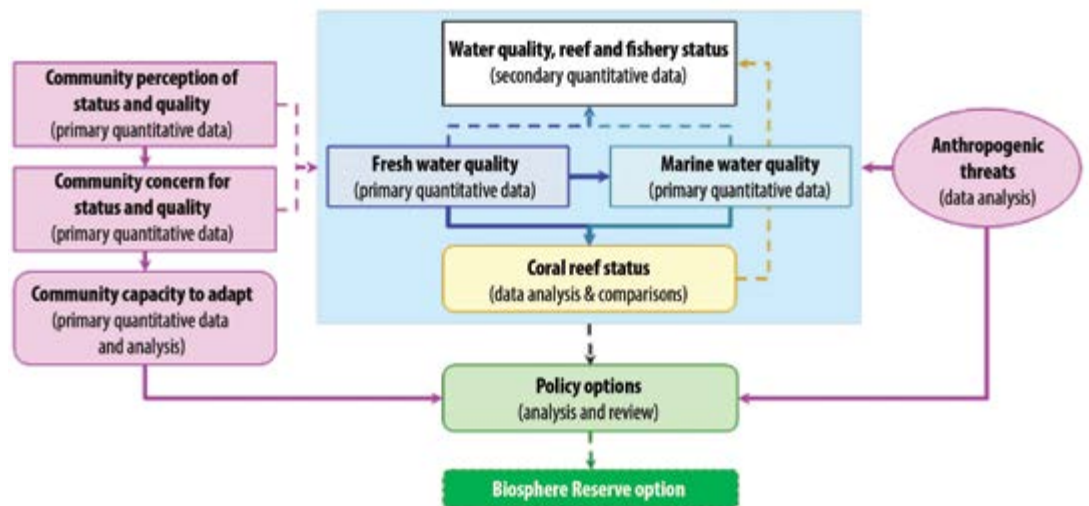 Community perception of
status and quality
(primary quantitative data)
Community concern for
status and quality
(primary quantitative data)
Community capacity to adapt
(primary quantitative data
and analysis)
Water quality, reef and fishery status
(secondary quantitative data)
Fresh water quality
(primary quantitative data)
Marine water quality
(primary quantitative data)
Coral reef status
(data analysis & comparisons)
Anthropogenic
threats
(data analysis)
Policy options
(analysis and review)
Biosphere Reserve option